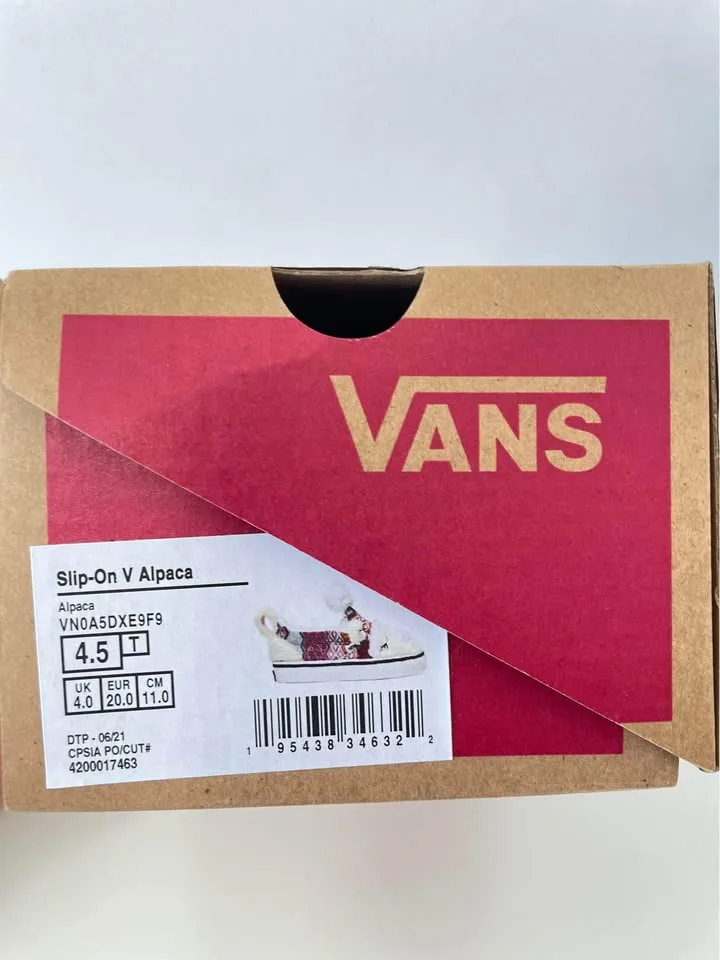 VANS
Slip-On V Alpaca
Alpaca
VN0A5DXE9F9
4.5 T
UK EUR CM
4.0 20.0 11.0
DTP - 06/21
CPSIA PO/CUT#
4200017463
1 95438 34632 2